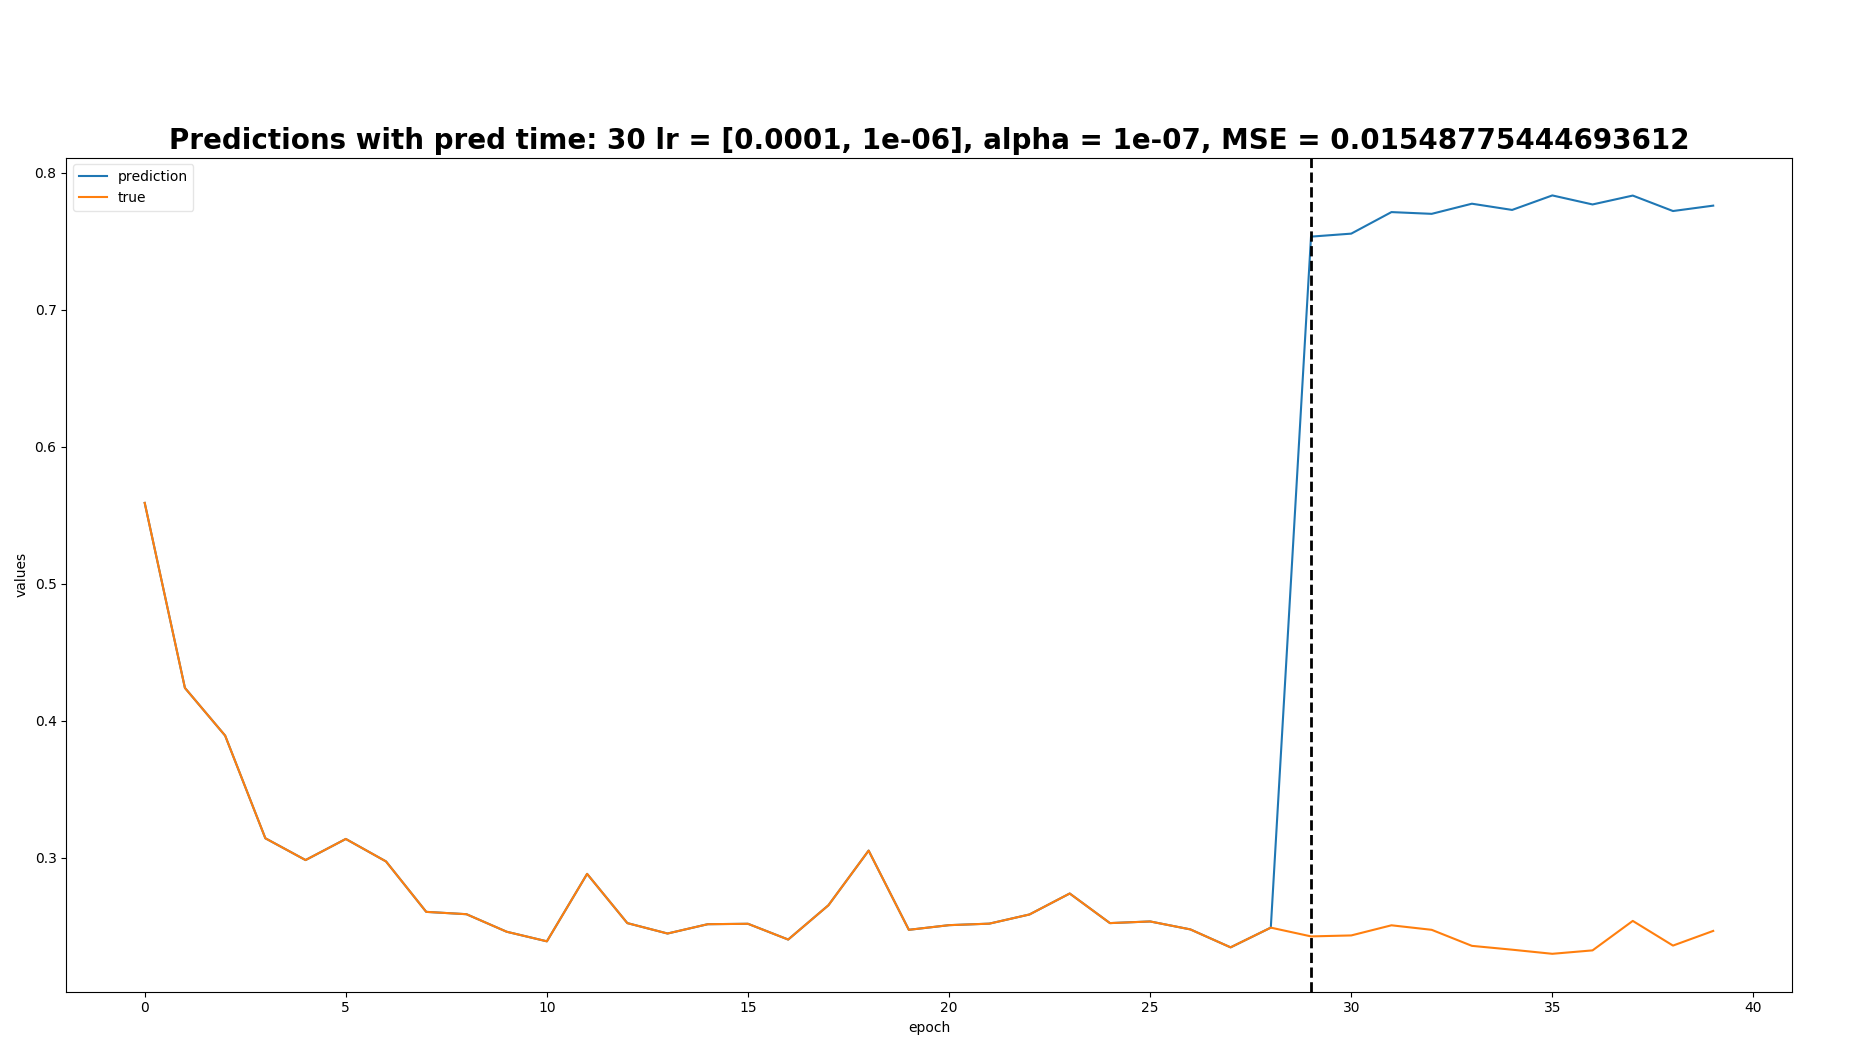 Predictions with pred time: 30 lr = [0.0001, 1e-06], alpha = 1e-07, MSE = 0.01548775444693612
prediction
true
0.8
0.7
0.6
0.5
0.4
0.3
values
0 5 10 15 20 25 30 35 40
epoch